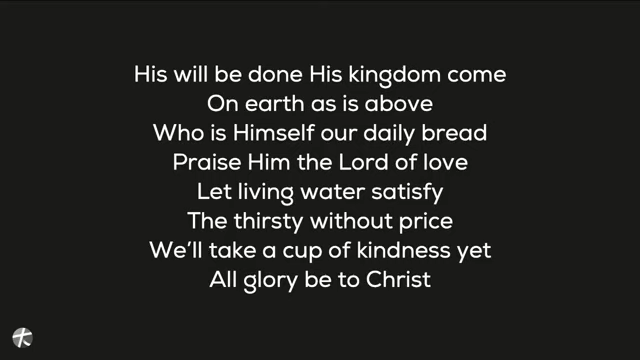 His will be done His kingdom come
On earth as is above
Who is Himself our daily bread
Praise Him the Lord of love
Let living water satisfy
The thirsty without price
We'll take a cup of kindness yet
All glory be to Christ